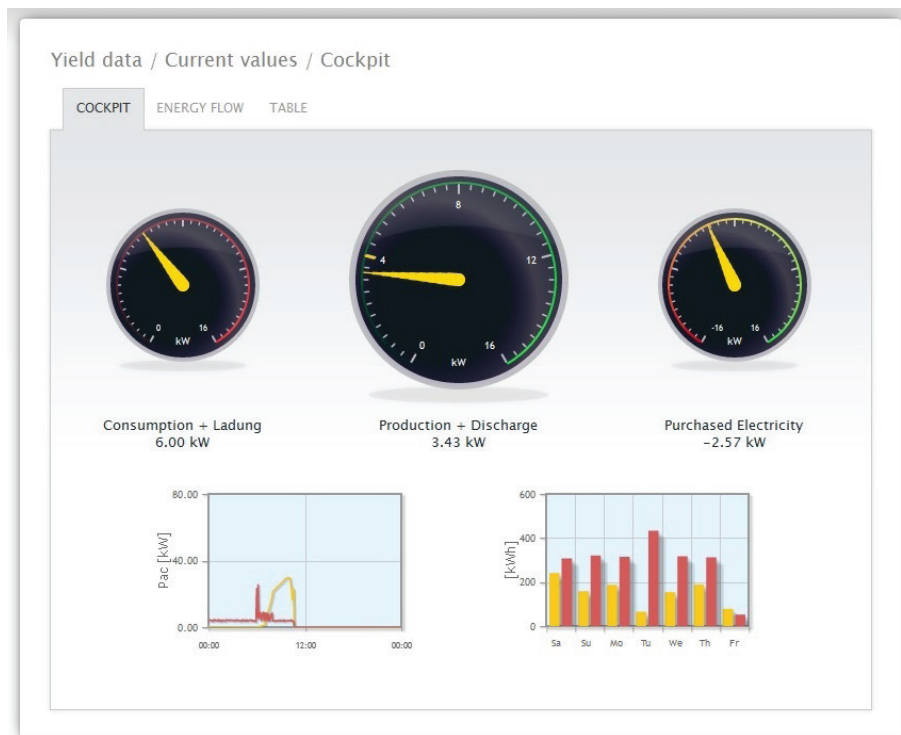 Yield data / Current values / Cockpit
COCKPIT ENERGY FLOW TABLE
0 16
kW
4 8 12
0 16
kW
-16 16
kW
Consumption + Ladung
6.00 kW
Production + Discharge
3.43 kW
Purchased Electricity
-2.57 kW
80.00
Pac [kW]
40.00
0.00
00:00 12:00 00:00
600
[kWh]
400
200
0
Sa Su Mo Tu We Th Fr